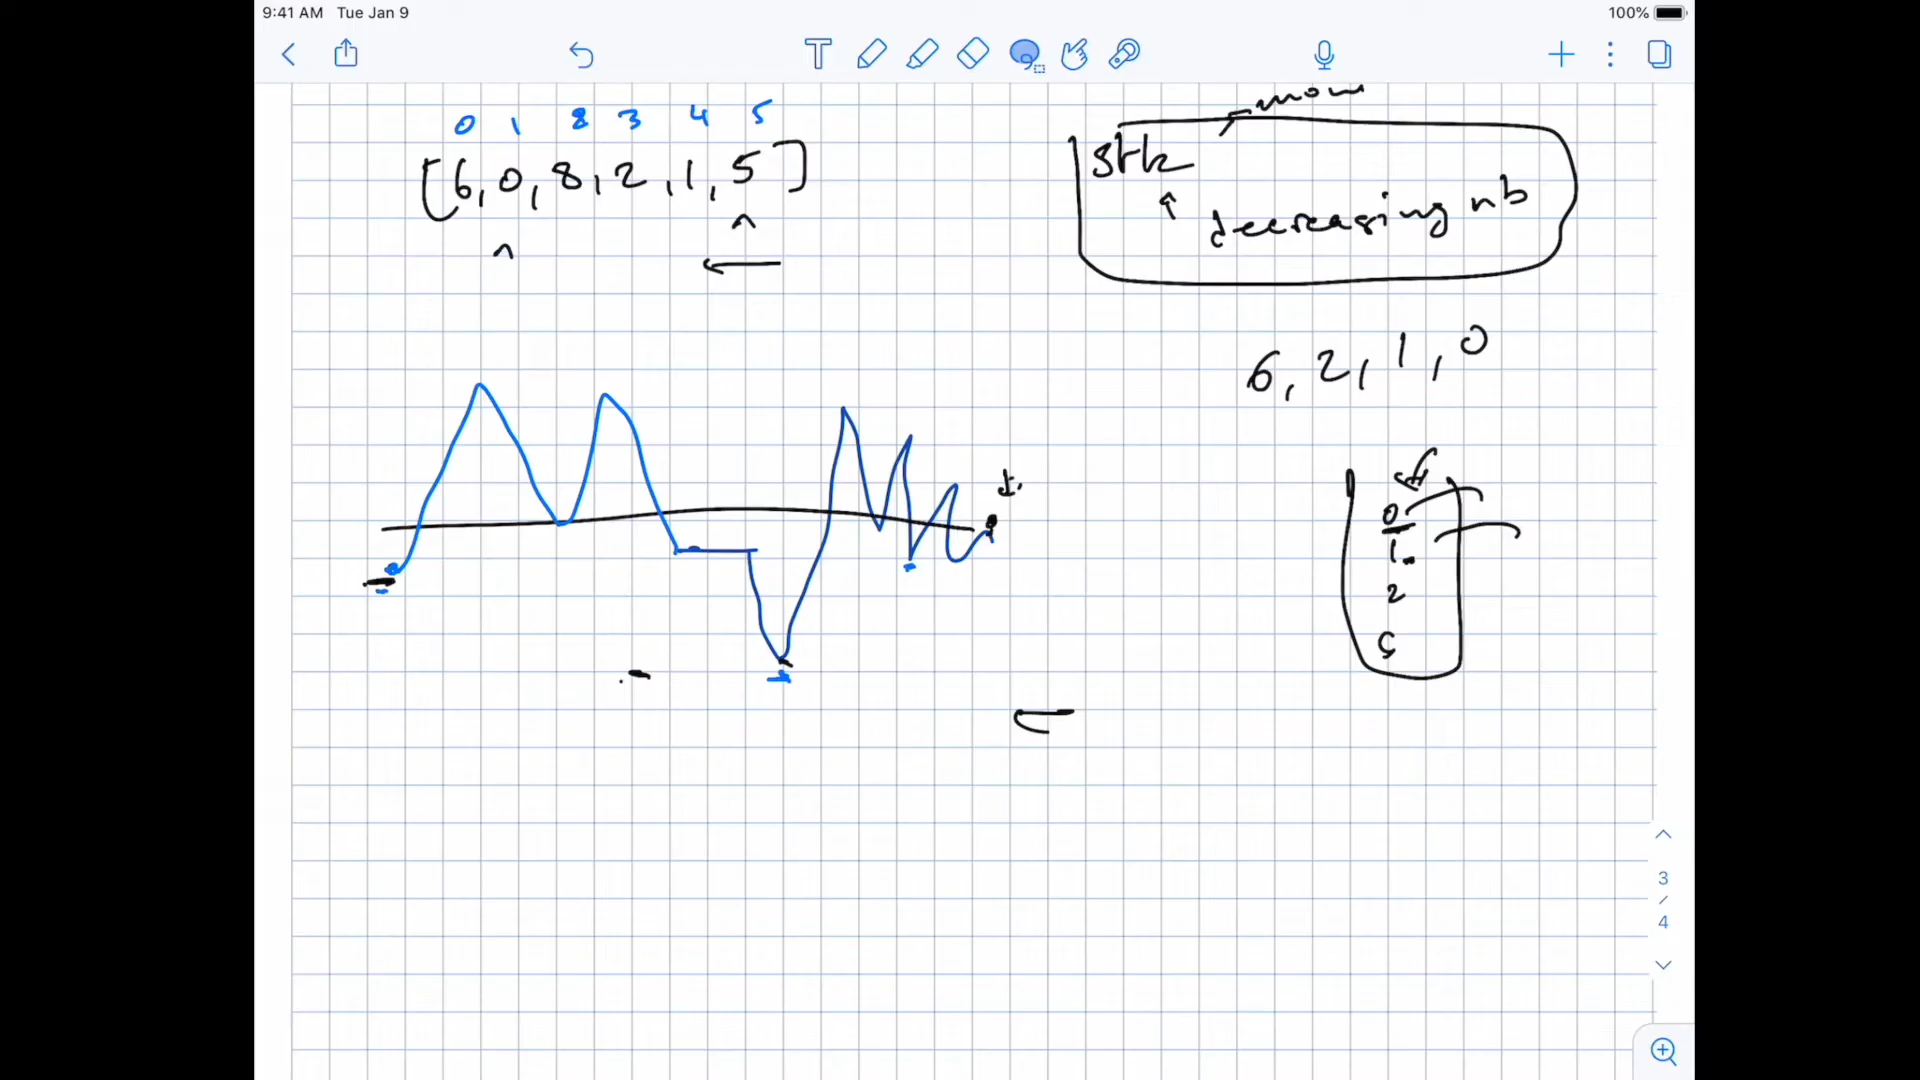 9:41 AM Tue Jan 9
100%
T
0 1 8 3 4 5
[6, 0, 8, 2, 1, 5]
stk
decreasing nb
6, 2, 1, 0
0
1
2
3
4